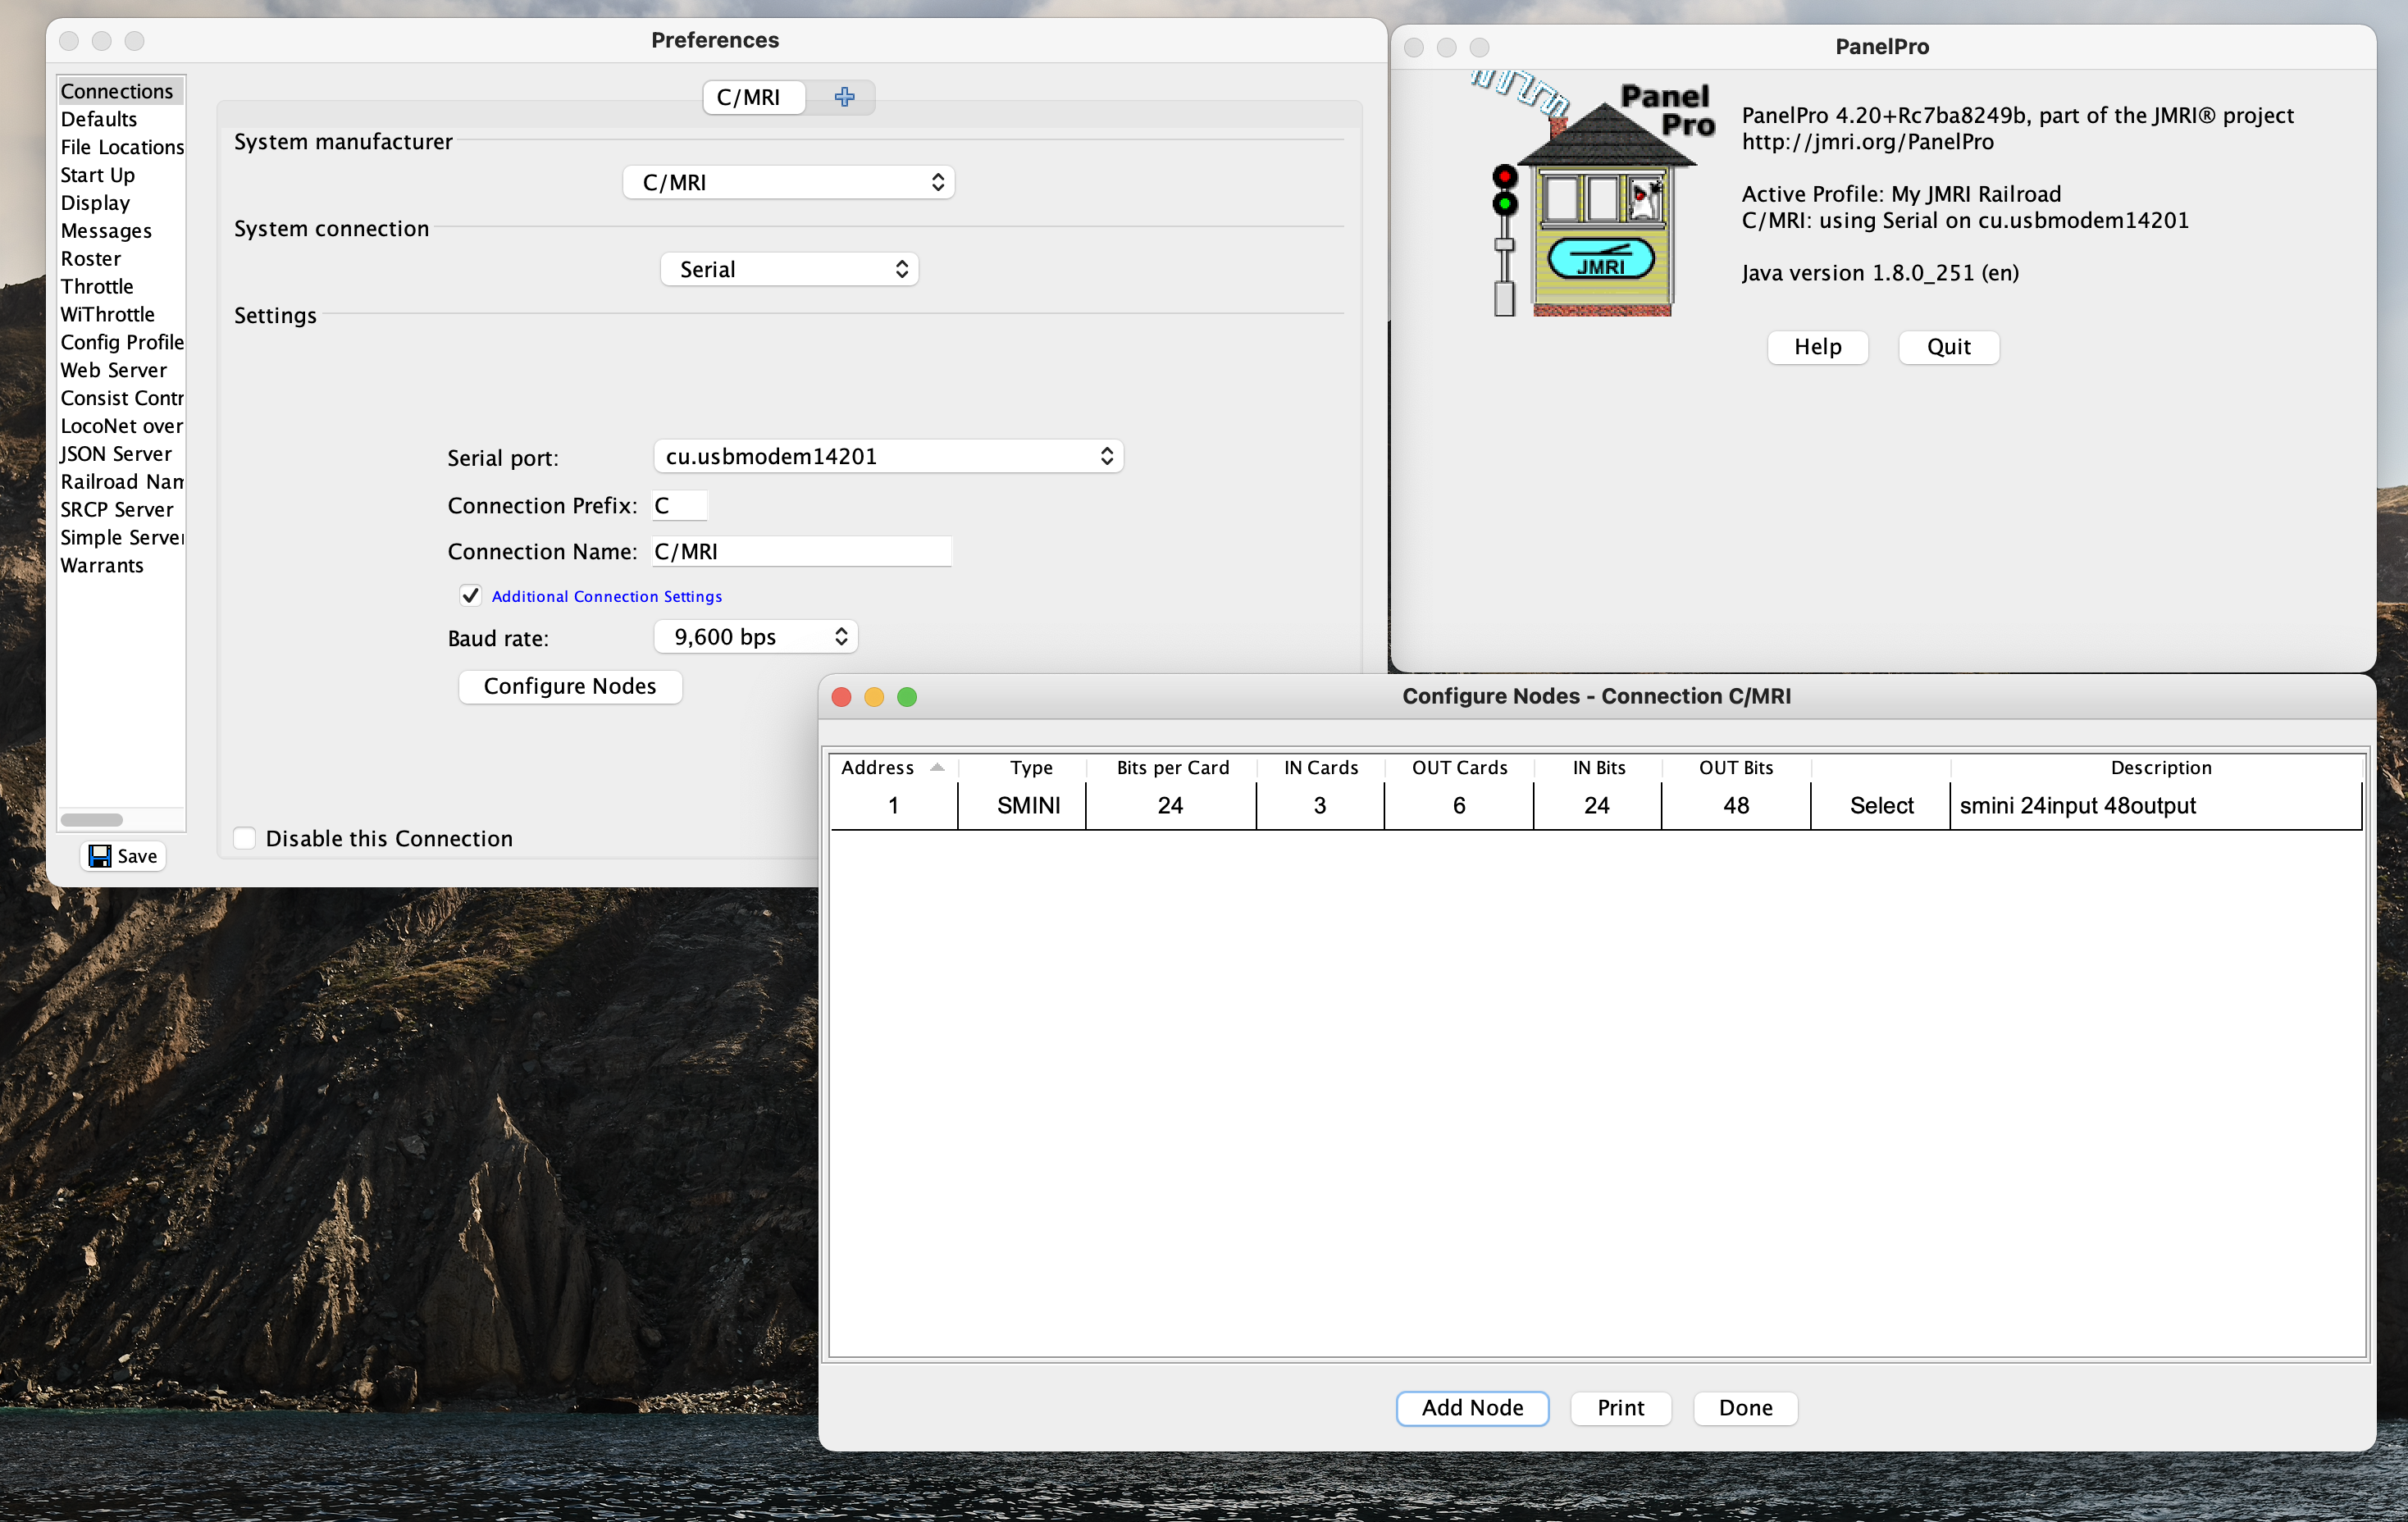 Preferences
Connections
Defaults
File Locations
Start Up
Display
Messages
Roster
Throttle
WiThrottle
Config Profile
Web Server
Consist Contr
LocoNet over
JSON Server
Railroad Nam
SRCP Server
Simple Server
Warrants
Save
C/MRI
System manufacturer
C/MRI
System connection
Serial
Settings
Serial port: cu.usbmodem14201
Connection Prefix: C
Connection Name: C/MRI
Additional Connection Settings
Baud rate: 9,600 bps
Configure Nodes
Disable this Connection
PanelPro
Panel
Pro
JMRI
PanelPro 4.20+Rc7ba8249b, part of the JMRI® project
http://jmri.org/PanelPro
Active Profile: My JMRI Railroad
C/MRI: using Serial on cu.usbmodem14201
Java version 1.8.0_251 (en)
Help Quit
Configure Nodes - Connection C/MRI
Address Type Bits per Card IN Cards OUT Cards IN Bits OUT Bits Description
1 SMINI 24 3 6 24 48 Select smini 24input 48output
Add Node Print Done